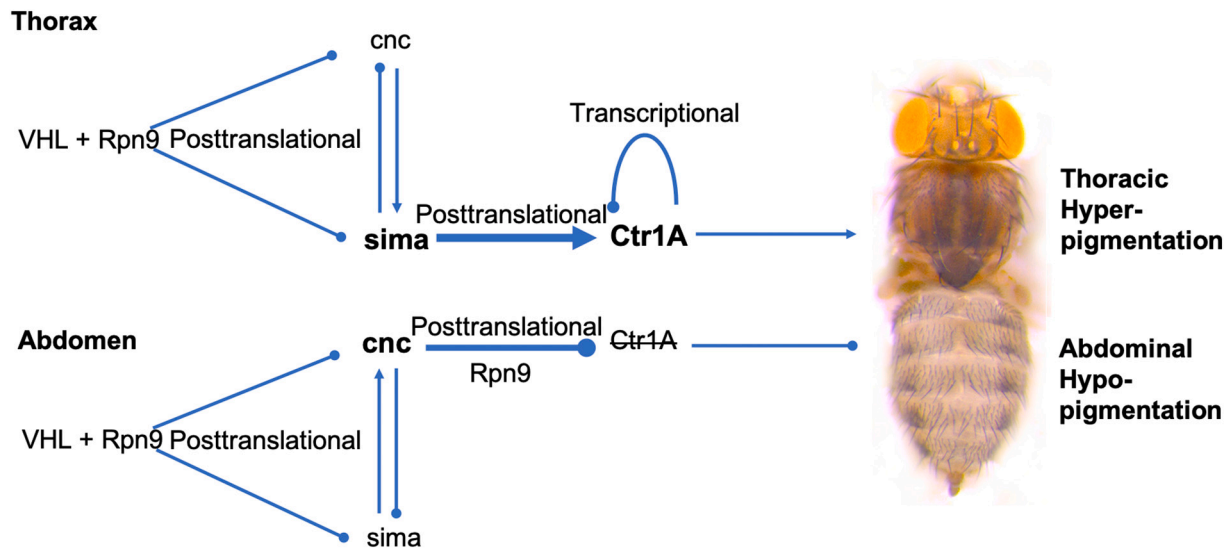 Thorax
cnc
VHL + Rpn9 Posttranslational
Transcriptional
Posttranslational
sima
Ctr1A
Thoracic
Hyper-
pigmentation
Abdomen
cnc
Posttranslational
Rpn9
Ctr1A
Abdominal
Hypo-
pigmentation
VHL + Rpn9 Posttranslational
sima